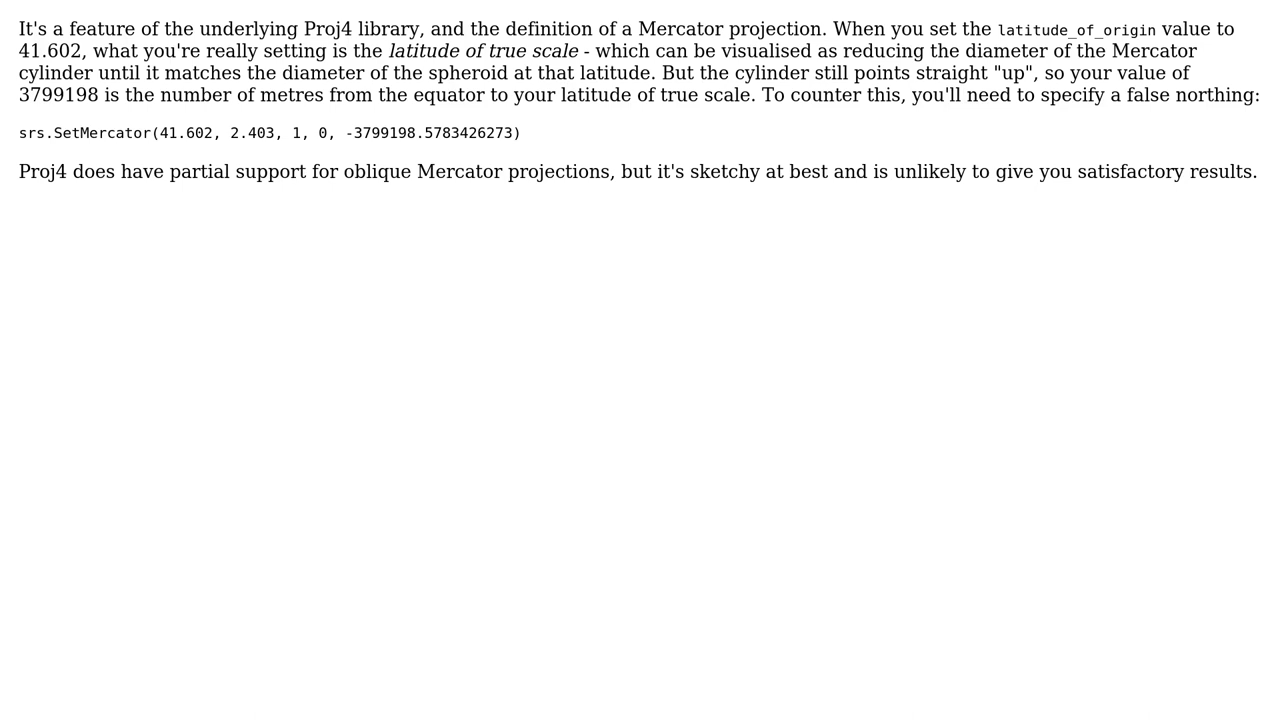 It's a feature of the underlying Proj4 library, and the definition of a Mercator projection. When you set the latitude_of_origin value to
41.602, what you're really setting is the latitude of true scale - which can be visualised as reducing the diameter of the Mercator
cylinder until it matches the diameter of the spheroid at that latitude. But the cylinder still points straight "up", so your value of
3799198 is the number of metres from the equator to your latitude of true scale. To counter this, you'll need to specify a false northing:
srs.SetMercator(41.602, 2.403, 1, 0, -3799198.5783426273)
Proj4 does have partial support for oblique Mercator projections, but it's sketchy at best and is unlikely to give you satisfactory results.